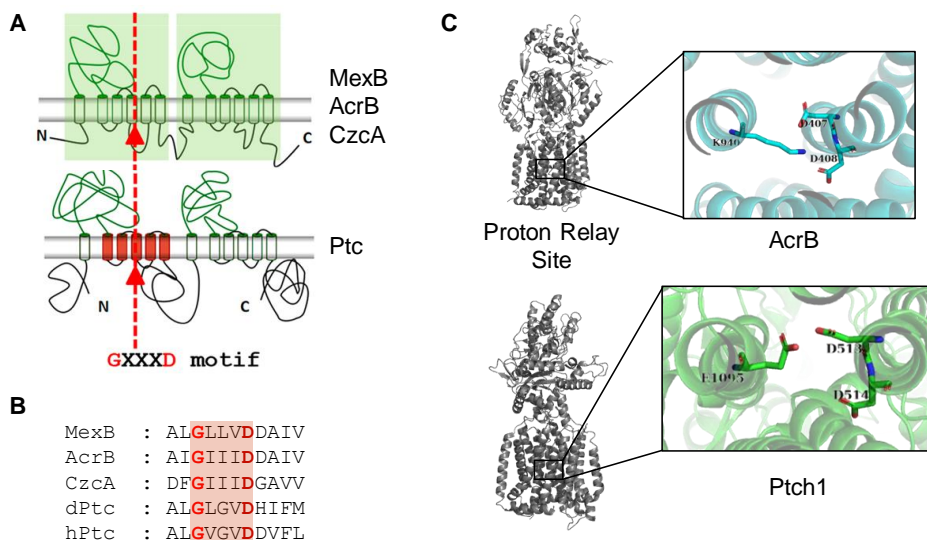 A
MexB
AcrB
CzcA
N
C
Ptc
N
C
GXXXD motif
B
MexB : ALGLLVDDAIV
AcrB : AIGIIIDDAIV
CzcA : DFGIIIDGAVV
dPtc : ALGLGVDHIFM
hPtc : ALGVGVDDVFL
C
Proton Relay
Site
K940
D407
D408
AcrB
E1095
D513
D514
Ptch1